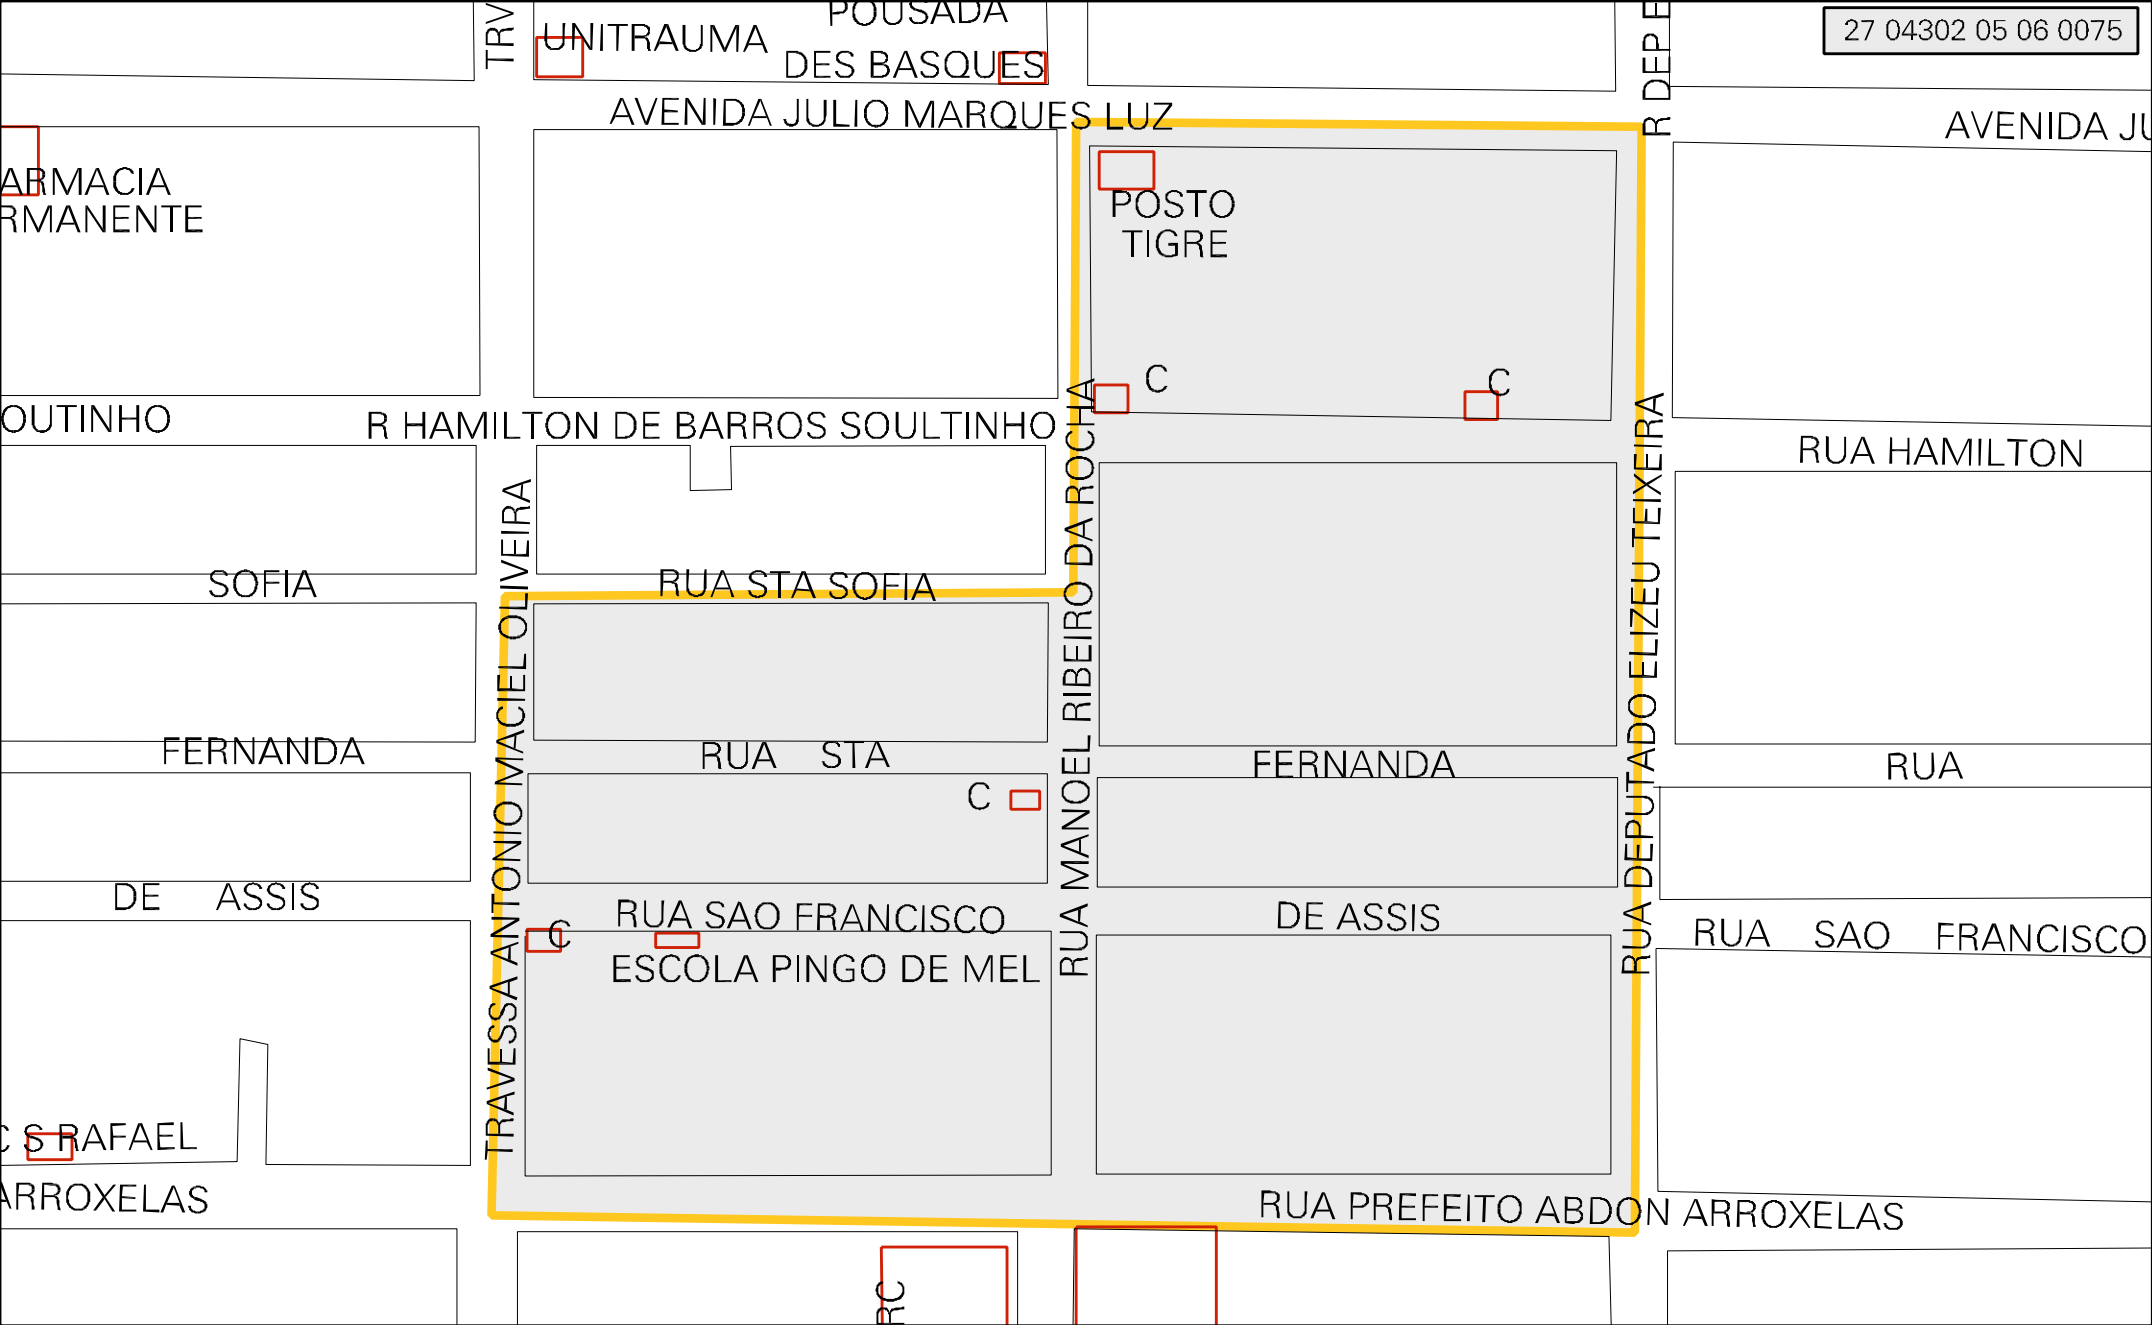 POUSADA
TRV
UNITRAUMA
DES BASQUES
R DEP E
27 04302 05 06 0075
AVENIDA JULIO MARQUES LUZ
AVENIDA JU
ARMACIA
RMANENTE
POSTO
TIGRE
C
C
OUTINHO
R HAMILTON DE BARROS SOULTINHO
RUA HAMILTON
SOFIA
RUA STA SOFIA
TRAVESSA ANTONIO MACIEL OLIVEIRA
RUA MANOEL RIBEIRO DA ROCHA
RUA DEPUTADO ELIZEU TEIXEIRA
FERNANDA
RUA STA
FERNANDA
RUA
C
DE ASSIS
RUA SAO FRANCISCO
DE ASSIS
RUA SAO FRANCISCO
C
ESCOLA PINGO DE MEL
C S RAFAEL
ARROXELAS
RUA PREFEITO ABDON ARROXELAS
RC